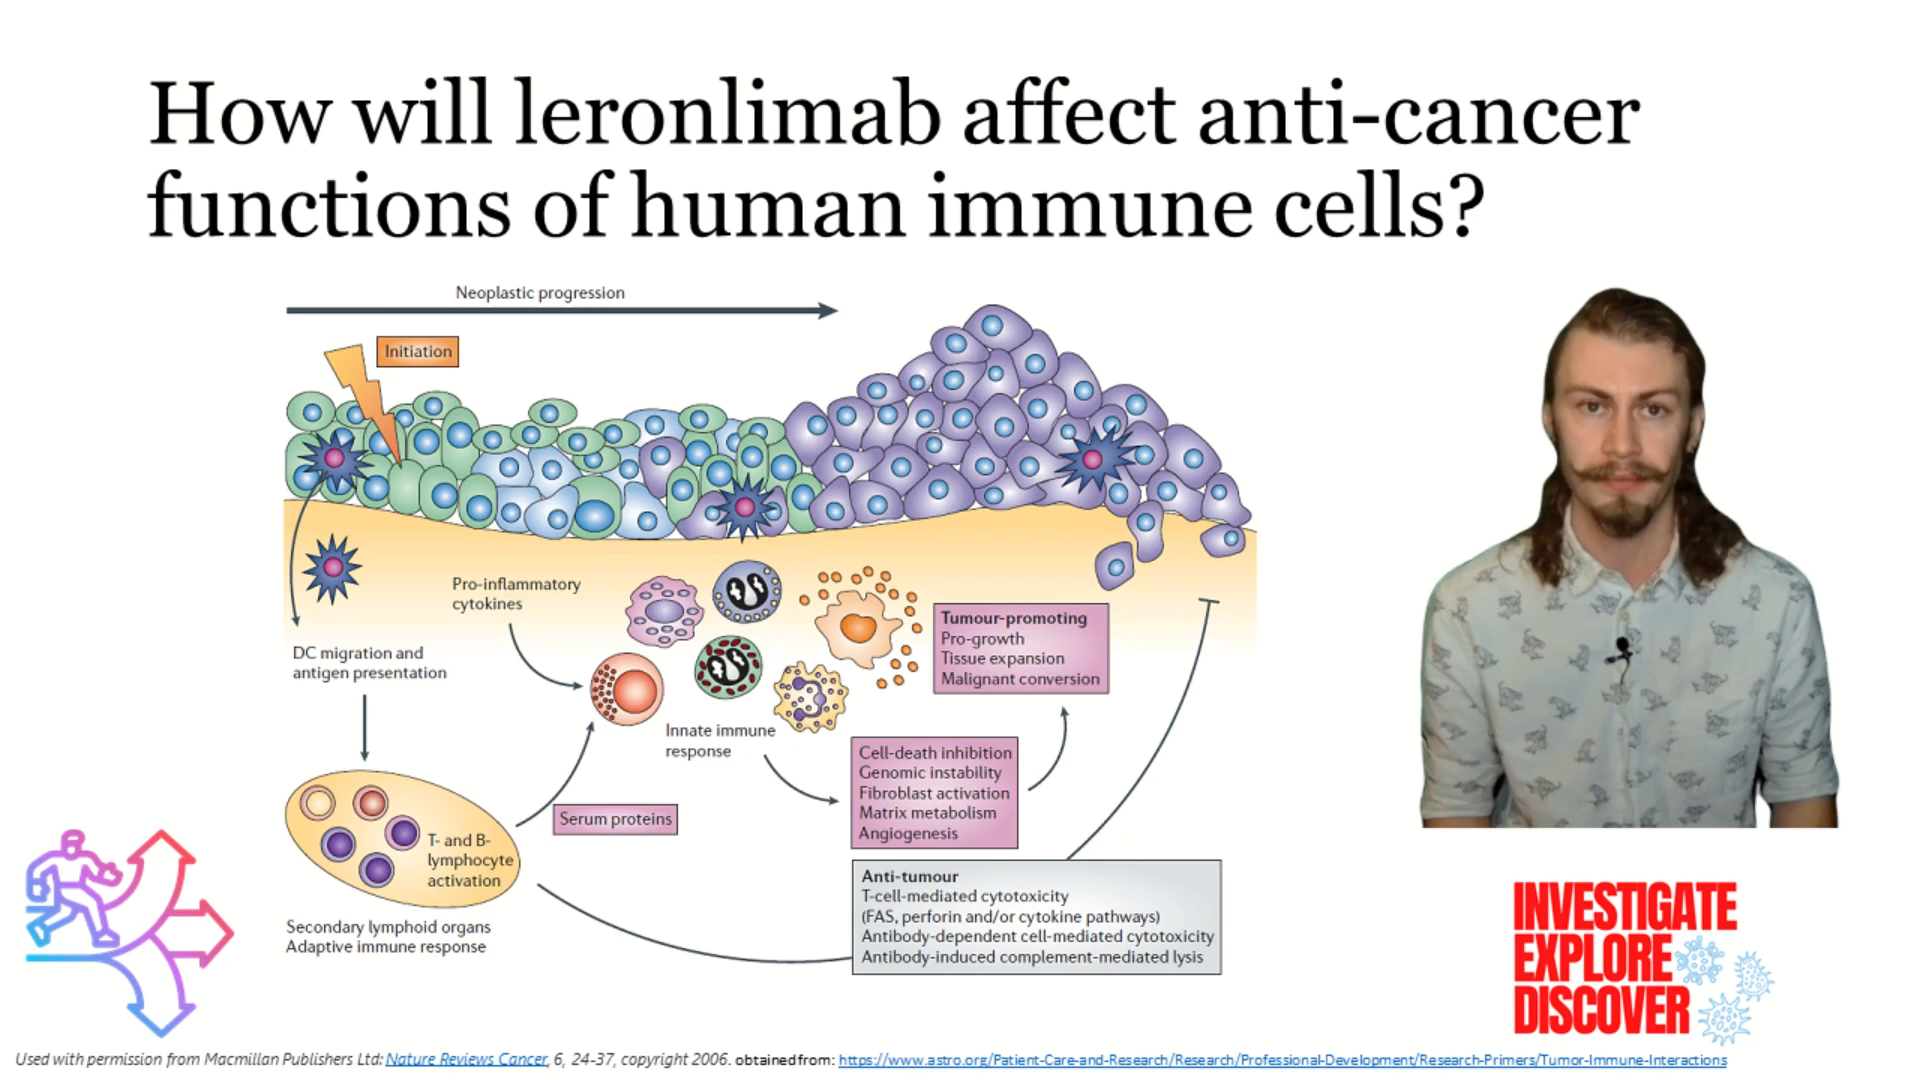 How will leronlimab affect anti-cancer
functions of human immune cells?
Neoplastic progression
Initiation
Pro-inflammatory
cytokines
DC migration and
antigen presentation
Innate immune
response
Tumour-promoting
Pro-growth
Tissue expansion
Malignant conversion
Cell-death inhibition
Genomic instability
Fibroblast activation
Matrix metabolism
Angiogenesis
Serum proteins
T- and B-
lymphocyte
activation
Secondary lymphoid organs
Adaptive immune response
Anti-tumour
T-cell-mediated cytotoxicity
(FAS, perforin and/or cytokine pathways)
Antibody-dependent cell-mediated cytotoxicity
Antibody-induced complement-mediated lysis
INVESTIGATE
EXPLORE
DISCOVER
Used with permission from Macmillan Publishers Ltd: Nature Reviews Cancer, 6, 24-37, copyright 2006. obtained from: https://www.astro.org/Patient-Care-and-Research/Research/Professional-Development/Research-Primers/Tumor-Immune-Interactions